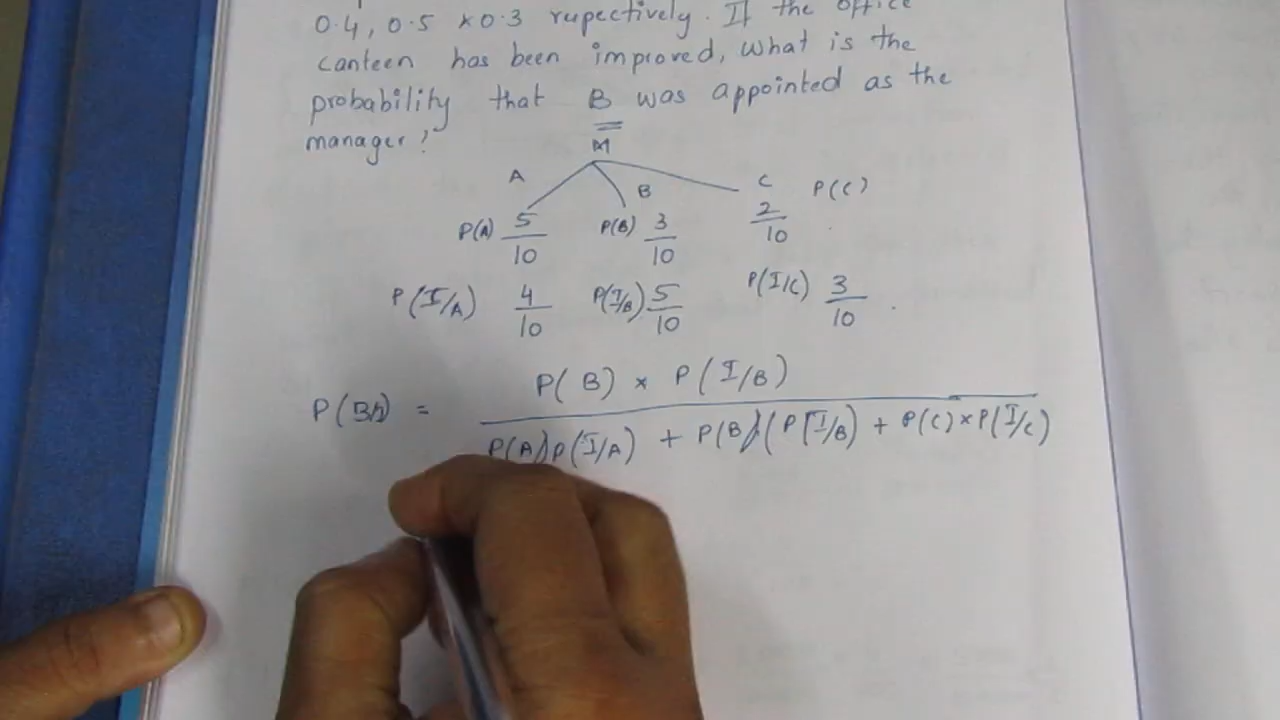 0.4, 0.5 & 0.3 rupectively. If the office
canteen has been improved, what is the
probability that B was appointed as the
manager?
M
A B C P(C)
P(A) 5/10 P(B) 3/10 2/10
P(I/A) 4/10 P(I/B) 5/10 P(I/C) 3/10
P(B) × P(I/B)
P(B/I) =
P(A)P(I/A) + P(B)(P(I/B) + P(C)×P(I/C)